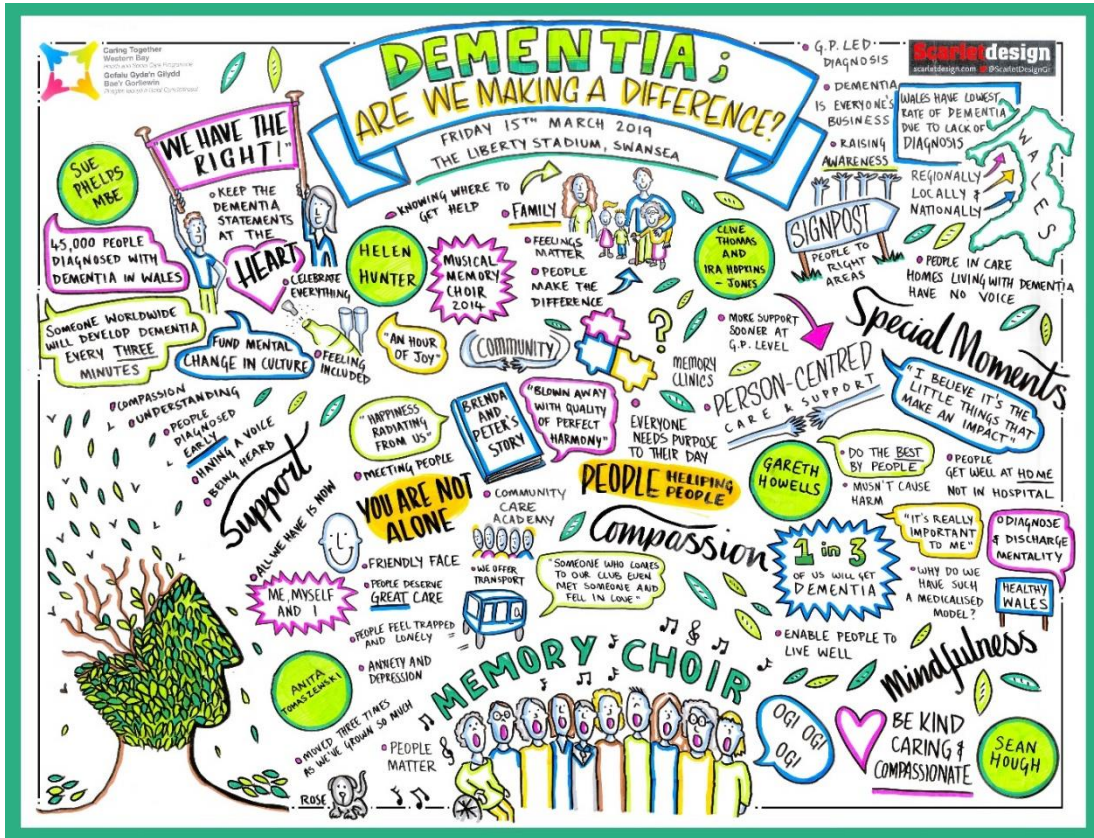 Caring Together
Western Bay
Health and Social Care Programme
Gofalu Gyda'n Gilydd
Bae'r Gorllewin
DEMENTIA;
ARE WE MAKING A DIFFERENCE?
FRIDAY 15TH MARCH 2019
THE LIBERTY STADIUM, SWANSEA
• G.P. LED
DIAGNOSIS
• DEMENTIA
IS EVERYONE'S
BUSINESS
• RAISING
AWARENESS
Scarletdesign
scarletdesign.com @ScarletDesignGr
WALES HAVE LOWEST
RATE OF DEMENTIA
DUE TO LACK OF
DIAGNOSIS
REGIONALLY
LOCALLY &
NATIONALLY
WALES
"WE HAVE THE
RIGHT!"
SUE
PHELPS
MBE
• KEEP THE
DEMENTIA
STATEMENTS
AT THE
HEART
• CELEBRATE
EVERYTHING
45,000 PEOPLE
DIAGNOSED WITH
DEMENTIA IN WALES
SOMEONE WORLDWIDE
WILL DEVELOP DEMENTIA
EVERY THREE
MINUTES
FUND MENTAL
CHANGE IN CULTURE
• FEELING
INCLUDED
• KNOWING WHERE TO
GET HELP
HELEN
HUNTER
MUSICAL
MEMORY
CHOIR
2014
• FAMILY
• FEELINGS
MATTER
• PEOPLE
MAKE THE
DIFFERENCE
CLIVE
THOMAS
AND
IRA HOPKINS
-JONES
SIGNPOST
PEOPLE TO
RIGHT
AREAS
• PEOPLE IN CARE
HOMES LIVING WITH DEMENTIA
HAVE NO VOICE
"AN HOUR
OF JOY"
COMMUNITY
?
MEMORY
CLINICS
• MORE SUPPORT
SOONER AT
G.P. LEVEL
Special Moments
• PERSON-CENTRED
CARE & SUPPORT
"I BELIEVE IT'S THE
LITTLE THINGS THAT
MAKE AN IMPACT"
• COMPASSION
• UNDERSTANDING
• PEOPLE
DIAGNOSED
EARLY
• HAVING A VOICE
• BEING HEARD
Support
"HAPPINESS
RADIATING
FROM US"
• MEETING PEOPLE
BRENDA
AND
PETER'S
STORY
"BLOWN AWAY
WITH QUALITY
OF PERFECT
HARMONY"
• EVERYONE
NEEDS PURPOSE
TO THEIR DAY
GARETH
HOWELLS
• DO THE BEST
BY PEOPLE
• MUSN'T CAUSE
HARM
• PEOPLE
GET WELL AT HOME
NOT IN HOSPITAL
YOU ARE NOT
ALONE
• COMMUNITY
CARE
ACADEMY
PEOPLE HELIPING
PEOPLE
Compassion
1 in 3
OF US WILL GET
DEMENTIA
"IT'S REALLY
IMPORTANT
TO ME"
• DIAGNOSE
& DISCHARGE
MENTALITY
• WHY DO WE
HAVE SUCH
A MEDICALISED
MODEL?
HEALTHY
WALES
• ALL WE HAVE IS NOW
• FRIENDLY FACE
ME, MYSELF
AND I
• PEOPLE DESERVE
GREAT CARE
• WE OFFER
TRANSPORT
"SOMEONE WHO COMES
TO OUR CLUB EVEN
MET SOMEONE AND
FELL IN LOVE"
• PEOPLE FEEL TRAPPED
AND LONELY
• ENABLE PEOPLE TO
LIVE WELL
Mindfulness
ANITA
TOMASZEWSKI
• ANXIETY AND
DEPRESSION
MEMORY CHOIR
• MOVED THREE TIMES
AS WE'VE GROWN SO MUCH
• PEOPLE
MATTER
ROSE
OGI OGI
OGI
BE KIND
CARING &
COMPASSIONATE
SEAN
HOUGH